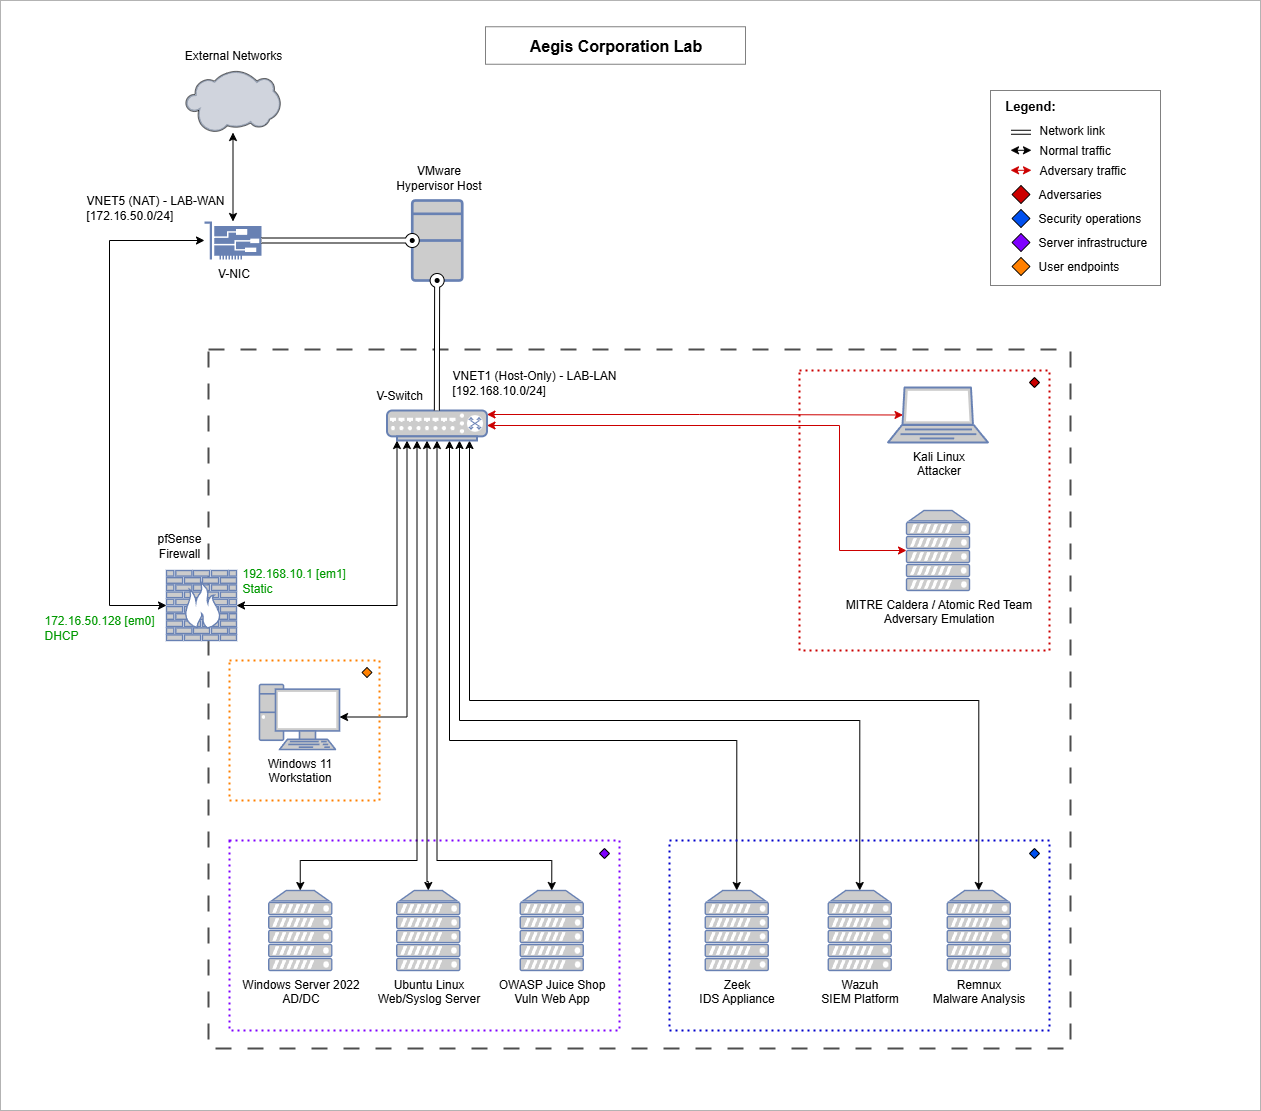 Aegis Corporation Lab
External Networks
Legend:
Network link
Normal traffic
Adversary traffic
Adversaries
Security operations
Server infrastructure
User endpoints
VMware
Hypervisor Host
VNET5 (NAT) - LAB-WAN
[172.16.50.0/24]
V-NIC
VNET1 (Host-Only) - LAB-LAN
[192.168.10.0/24]
V-Switch
Kali Linux
Attacker
pfSense
Firewall
192.168.10.1 [em1]
Static
172.16.50.128 [em0]
DHCP
MITRE Caldera / Atomic Red Team
Adversary Emulation
Windows 11
Workstation
Windows Server 2022
AD/DC
Ubuntu Linux
Web/Syslog Server
OWASP Juice Shop
Vuln Web App
Zeek
IDS Appliance
Wazuh
SIEM Platform
Remnux
Malware Analysis